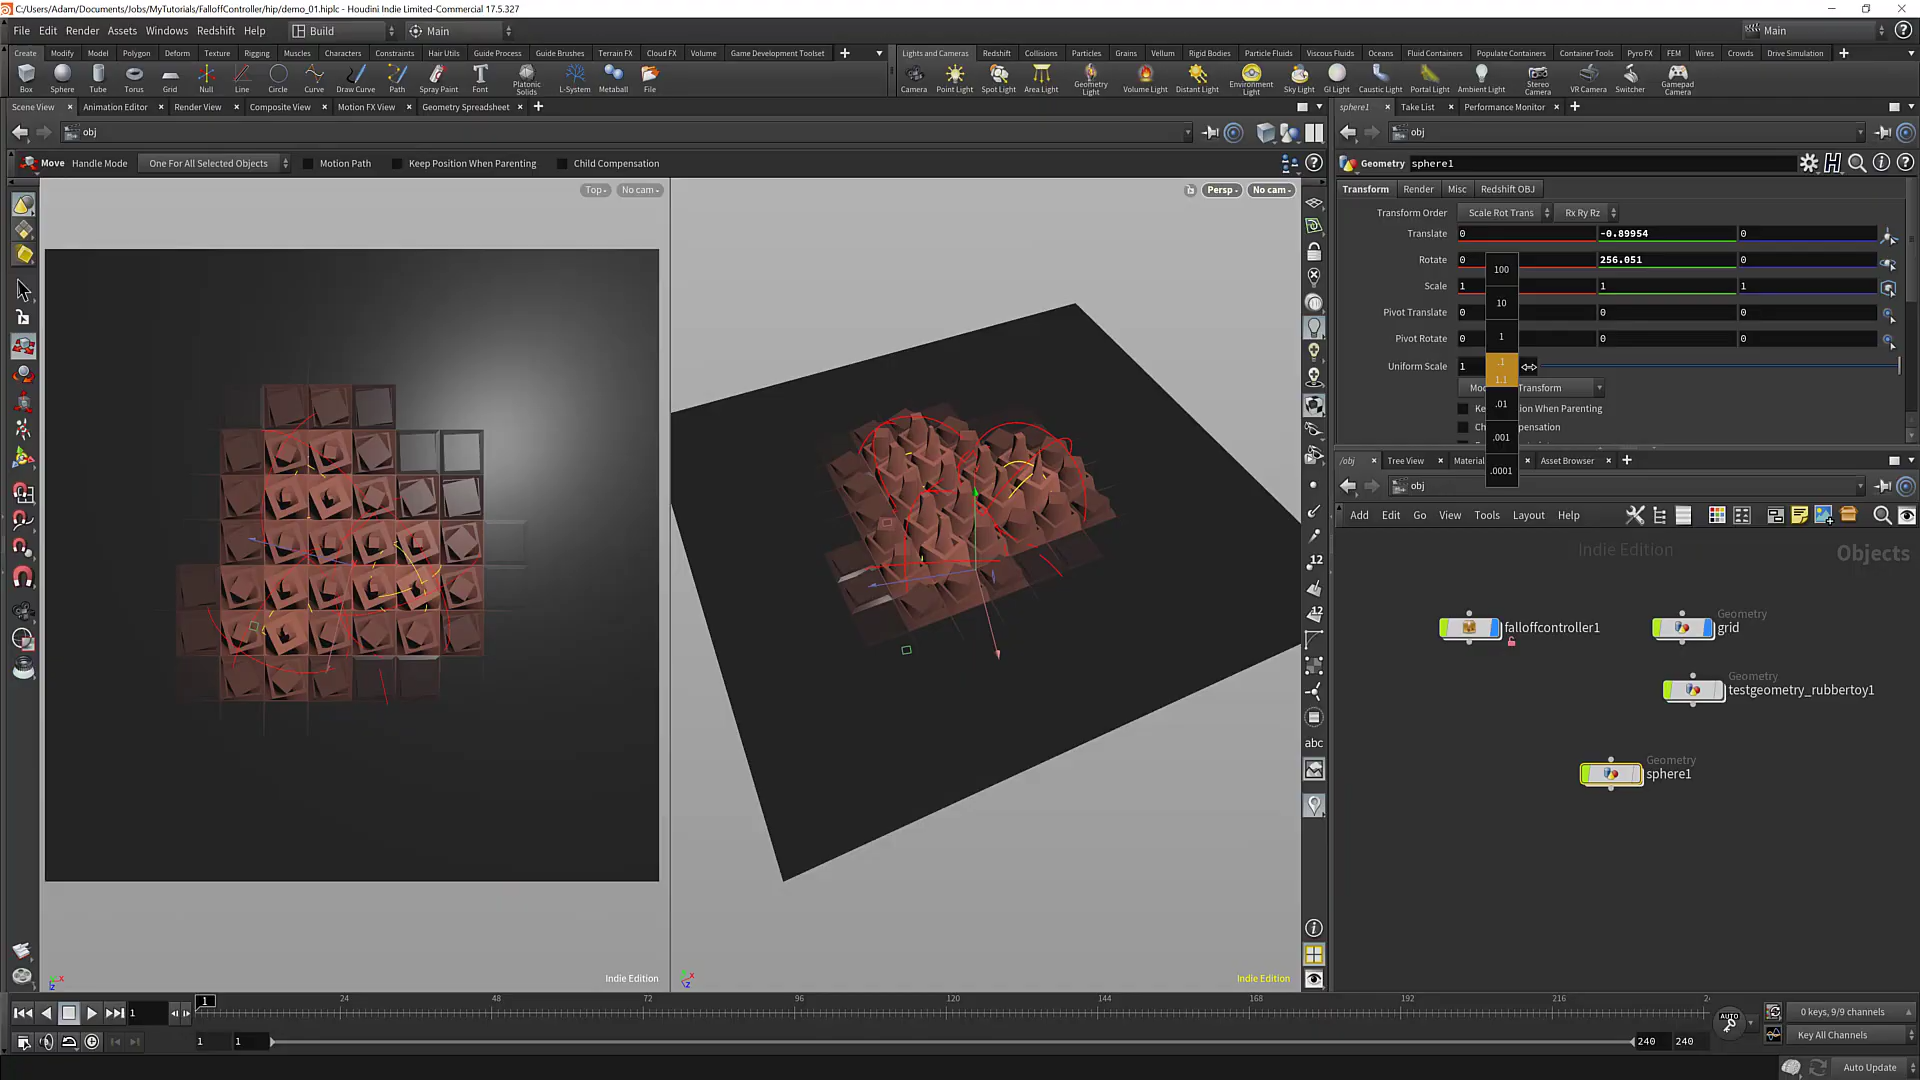 C:/Users/Adam/Documents/Jobs/MyTutorials/FalloffController/hip/demo_01.hiplc - Houdini Indie Limited-Commercial 17.5.327
File Edit Render Assets Windows Redshift Help Build Main Main
Create Modify Model Polygon Deform Texture Rigging Muscles Characters Constraints Hair Utils Guide Process Guide Brushes Terrain FX Cloud FX Volume Game Development Toolset
Lights and Cameras Redshift Collisions Particles Grains Vellum Rigid Bodies Particle Fluids Viscous Fluids Oceans Fluid Containers Populate Containers Container Tools Pyro FX FEM Wires Crowds Drive Simulation
Box Sphere Tube Torus Grid Null Line Circle Curve Draw Curve Path Spray Paint Font Platonic Solids L-System Metaball File
Camera Point Light Spot Light Area Light Geometry Light Volume Light Distant Light Environment Light Sky Light GI Light Caustic Light Portal Light Ambient Light Stereo Camera VR Camera Switcher Gamepad Camera
Scene View Animation Editor Render View Composite View Motion FX View Geometry Spreadsheet
sphere1 Take List Performance Monitor
obj
obj
Move Handle Mode One For All Selected Objects Motion Path Keep Position When Parenting Child Compensation
Geometry sphere1
Top No cam
Persp No cam
Transform Render Misc Redshift OBJ
Transform Order Scale Rot Trans Rx Ry Rz
Translate 0 -0.89954 0
Rotate 0 256.051 0
Scale 1 1 1
Pivot Translate 0 0 0
Pivot Rotate 0 0 0
Uniform Scale 1
100
10
1
.1
1.1
.01
.001
.0001
Mo Transform
Ke ion When Parenting
Ch pensation
/obj Tree View Material Asset Browser
obj
Add Edit Go View Tools Layout Help
Indie Edition
Objects
falloffcontroller1
Geometry
grid
Geometry
testgeometry_rubbertoy1
Geometry
sphere1
12
12
abc
Indie Edition
Indie Edition
1
1 24 48 72 96 120 144 168 192 216 2
1 1 240 240
AUTO
0 keys, 9/9 channels
Key All Channels
Auto Update